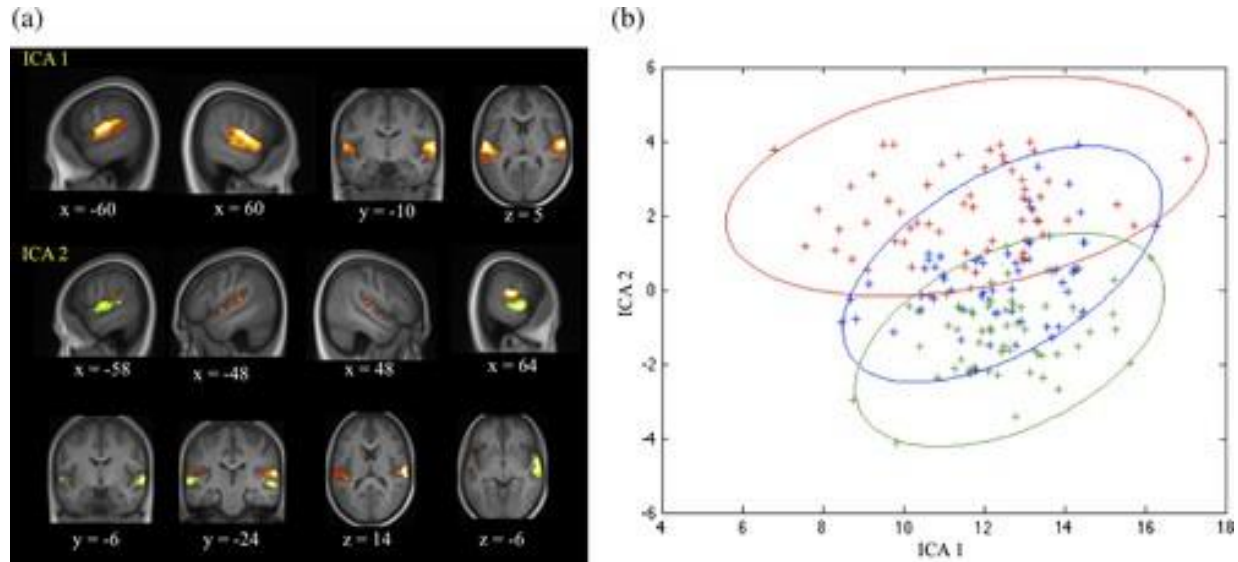 (a)
ICA 1
x = -60 x = 60 y = -10 z = 5
ICA 2
x = -58 x = -48 x = 48 x = 64
y = -6 y = -24 z = 14 z = -6
(b)
6
4
2
0
-2
-4
-6
ICA 2
4 6 8 10 12 14 16 18
ICA 1